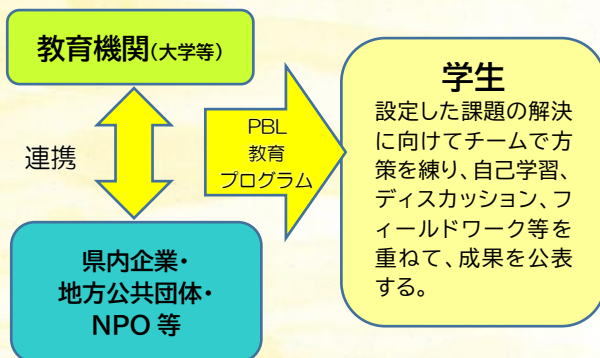 教育機関(大学等)
連携
県内企業・
地方公共団体・
NPO 等
PBL
教育
プログラム
学生
設定した課題の解決
に向けてチームで方
策を練り、自己学習、
ディスカッション、フ
ィールドワーク等を
重ねて、成果を公表
する。